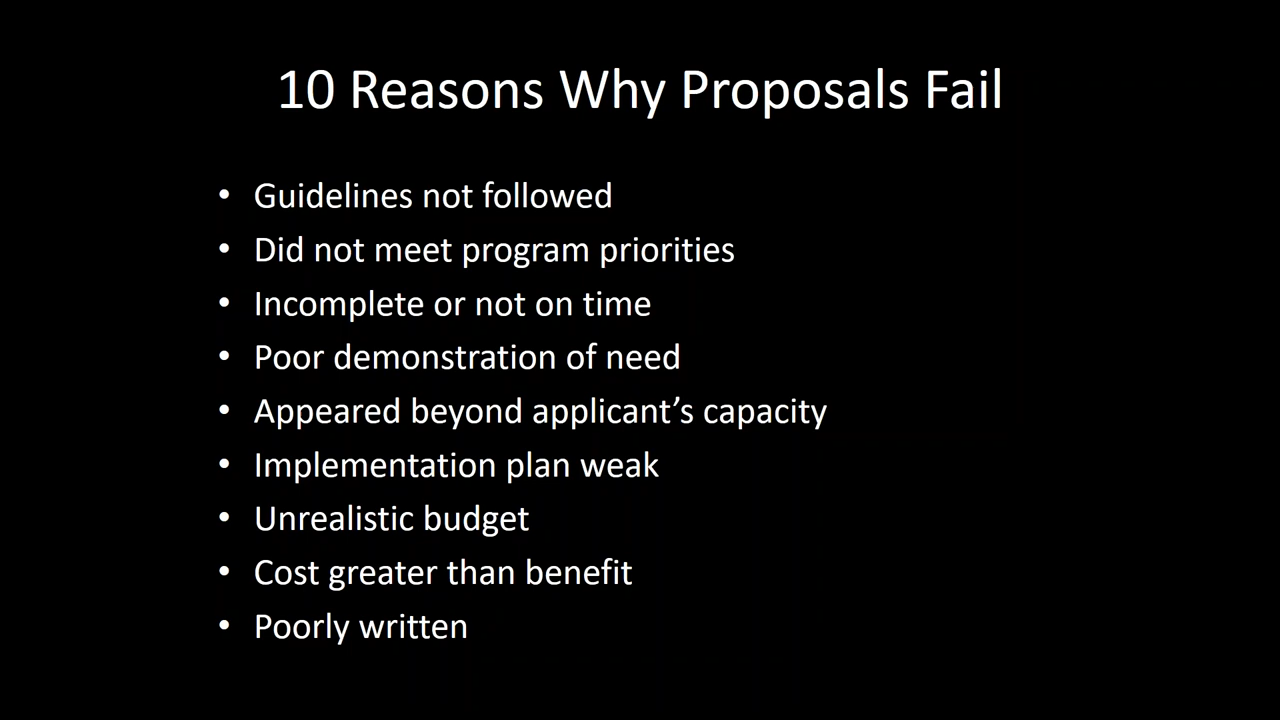 10 Reasons Why Proposals Fail
• Guidelines not followed
• Did not meet program priorities
• Incomplete or not on time
• Poor demonstration of need
• Appeared beyond applicant’s capacity
• Implementation plan weak
• Unrealistic budget
• Cost greater than benefit
• Poorly written